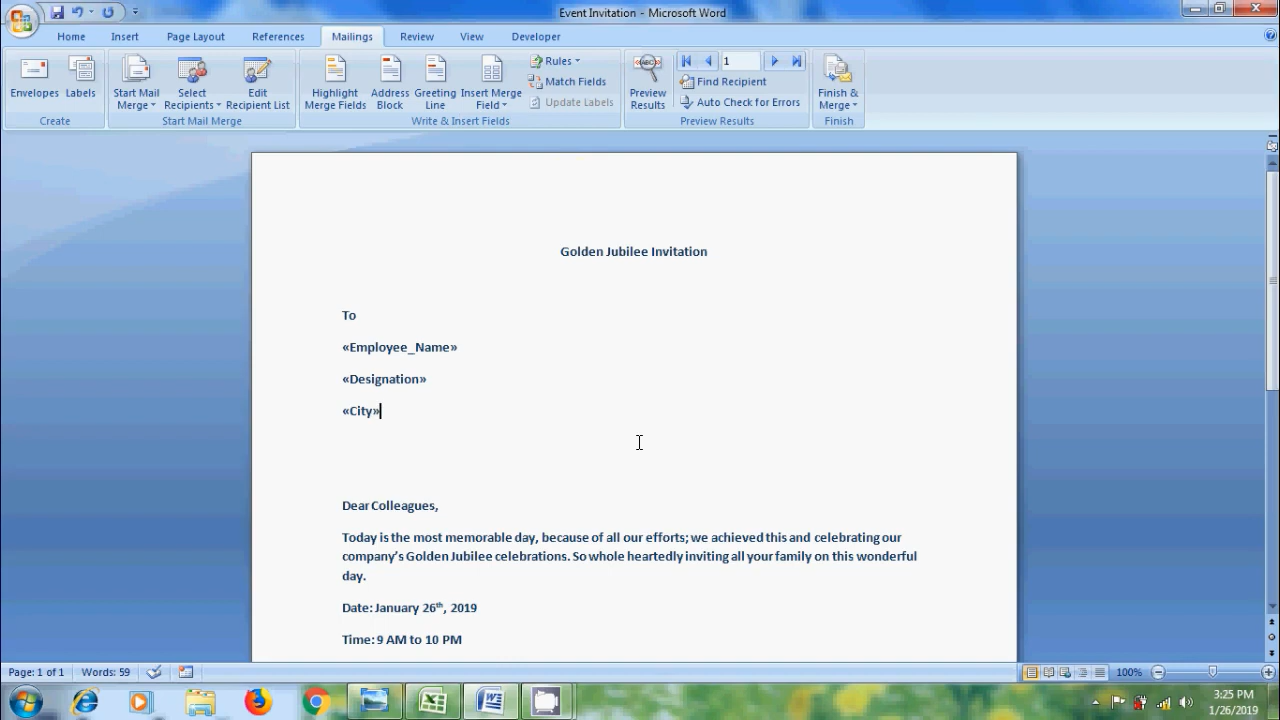 Event Invitation - Microsoft Word
Home Insert Page Layout References Mailings Review View Developer
Envelopes Labels
Create
Start Mail Merge Select Recipients Edit Recipient List
Start Mail Merge
Highlight Merge Fields Address Block Greeting Line Insert Merge Field
Rules
Match Fields
Update Labels
Write & Insert Fields
ABC
Preview Results
1
Find Recipient
Auto Check for Errors
Preview Results
Finish & Merge
Finish
Golden Jubilee Invitation
To
«Employee_Name»
«Designation»
«City»
Dear Colleagues,
Today is the most memorable day, because of all our efforts; we achieved this and celebrating our
company's Golden Jubilee celebrations. So whole heartedly inviting all your family on this wonderful
day.
Date: January 26th, 2019
Time: 9 AM to 10 PM
Page: 1 of 1 Words: 59 100%
3:25 PM
1/26/2019